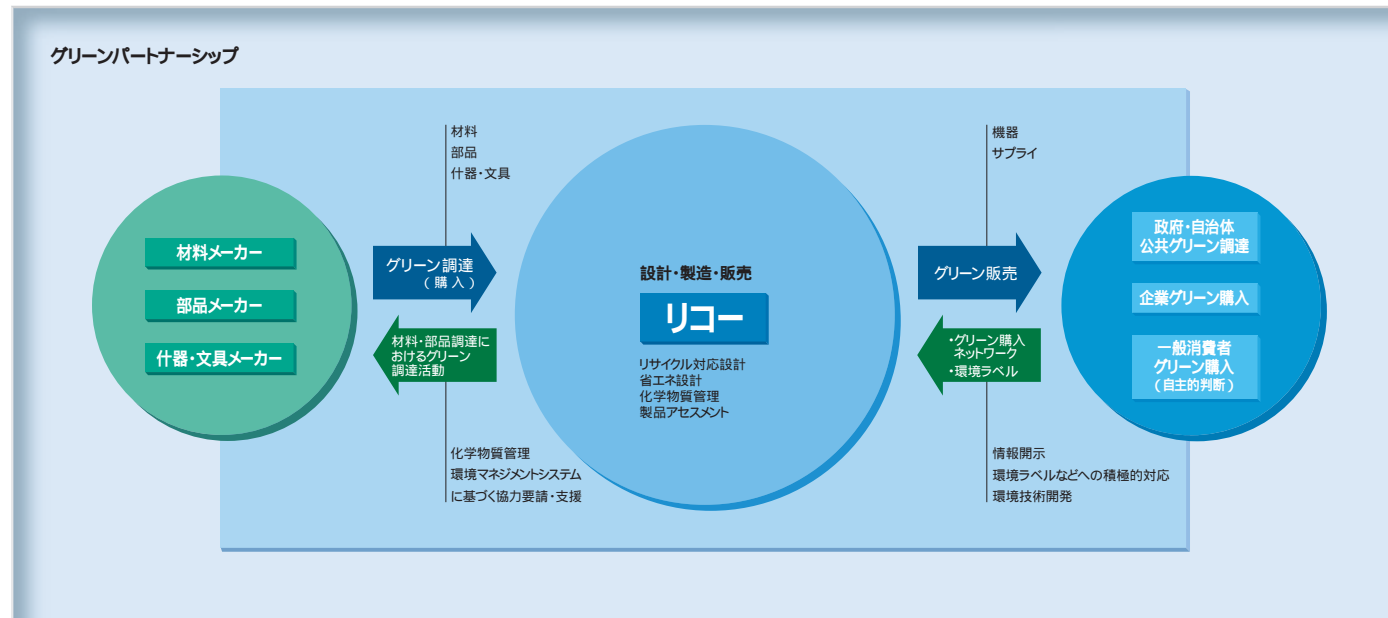 グリーンパートナーシップ
材料
部品
什器・文具
機器
サプライ
材料メーカー
部品メーカー
什器・文具メーカー
グリーン調達
(購入)
材料・部品調達に
おけるグリーン
調達活動
化学物質管理
環境マネジメントシステム
に基づく協力要請・支援
設計・製造・販売
リコー
リサイクル対応設計
省エネ設計
化学物質管理
製品アセスメント
グリーン販売
・グリーン購入
ネットワーク
・環境ラベル
情報開示
環境ラベルなどへの積極的対応
環境技術開発
政府・自治体
公共グリーン調達
企業グリーン購入
一般消費者
グリーン購入
(自主的判断)